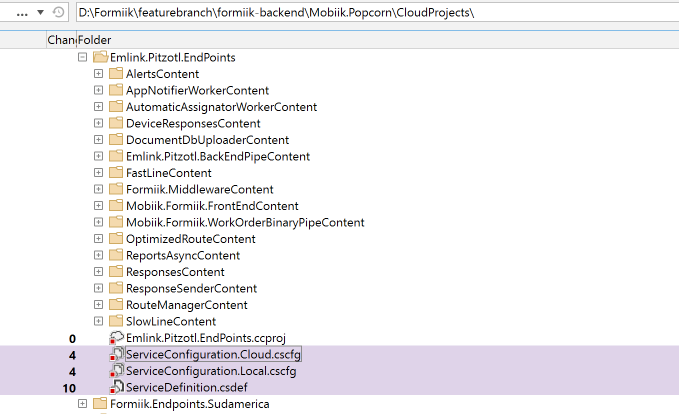 ... D:\Formiik\featurebranch\formiik-backend\Mobiik.Popcorn\CloudProjects\
Chan Folder
Emlink.Pitzotl.EndPoints
AlertsContent
AppNotifierWorkerContent
AutomaticAssignatorWorkerContent
DeviceResponsesContent
DocumentDbUploaderContent
Emlink.Pitzotl.BackEndPipeContent
FastLineContent
Formiik.MiddlewareContent
Mobiik.Formiik.FrontEndContent
Mobiik.Formiik.WorkOrderBinaryPipeContent
OptimizedRouteContent
ReportsAsyncContent
ResponsesContent
ResponseSenderContent
RouteManagerContent
SlowLineContent
0 Emlink.Pitzotl.EndPoints.ccproj
4 ServiceConfiguration.Cloud.cscfg
4 ServiceConfiguration.Local.cscfg
10 ServiceDefinition.csdef
Formiik.Endpoints.Sudamerica